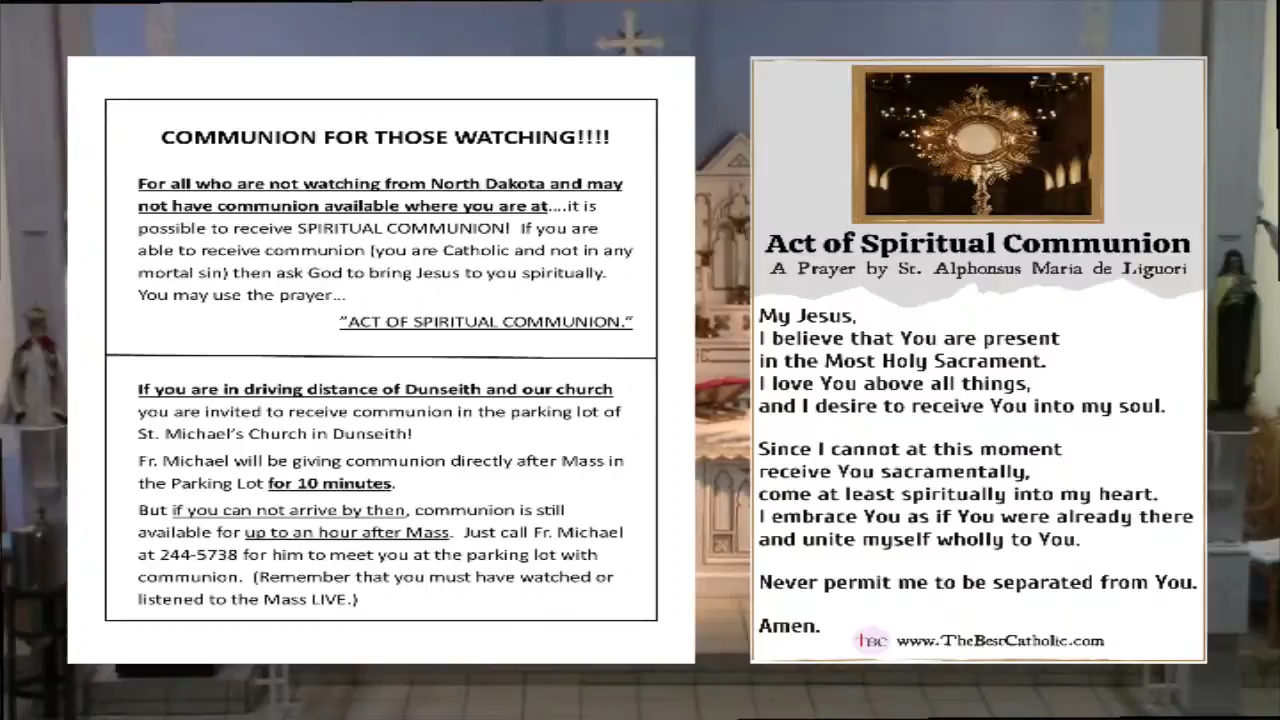 COMMUNION FOR THOSE WATCHING!!!!
For all who are not watching from North Dakota and may
not have communion available where you are at....it is
possible to receive SPIRITUAL COMMUNION!  If you are
able to receive communion (you are Catholic and not in any
mortal sin) then ask God to bring Jesus to you spiritually.
You may use the prayer...
"ACT OF SPIRITUAL COMMUNION."
If you are in driving distance of Dunseith and our church
you are invited to receive communion in the parking lot of
St. Michael's Church in Dunseith!
Fr. Michael will be giving communion directly after Mass in
the Parking Lot for 10 minutes.
But if you can not arrive by then, communion is still
available for up to an hour after Mass.  Just call Fr. Michael
at 244-5738 for him to meet you at the parking lot with
communion.  (Remember that you must have watched or
listened to the Mass LIVE.)
Act of Spiritual Communion
A Prayer by St. Alphonsus Maria de Liguori
My Jesus,
I believe that You are present
in the Most Holy Sacrament.
I love You above all things,
and I desire to receive You into my soul.
Since I cannot at this moment
receive You sacramentally,
come at least spiritually into my heart.
I embrace You as if You were already there
and unite myself wholly to You.
Never permit me to be separated from You.
Amen.
tBC www.TheBestCatholic.com